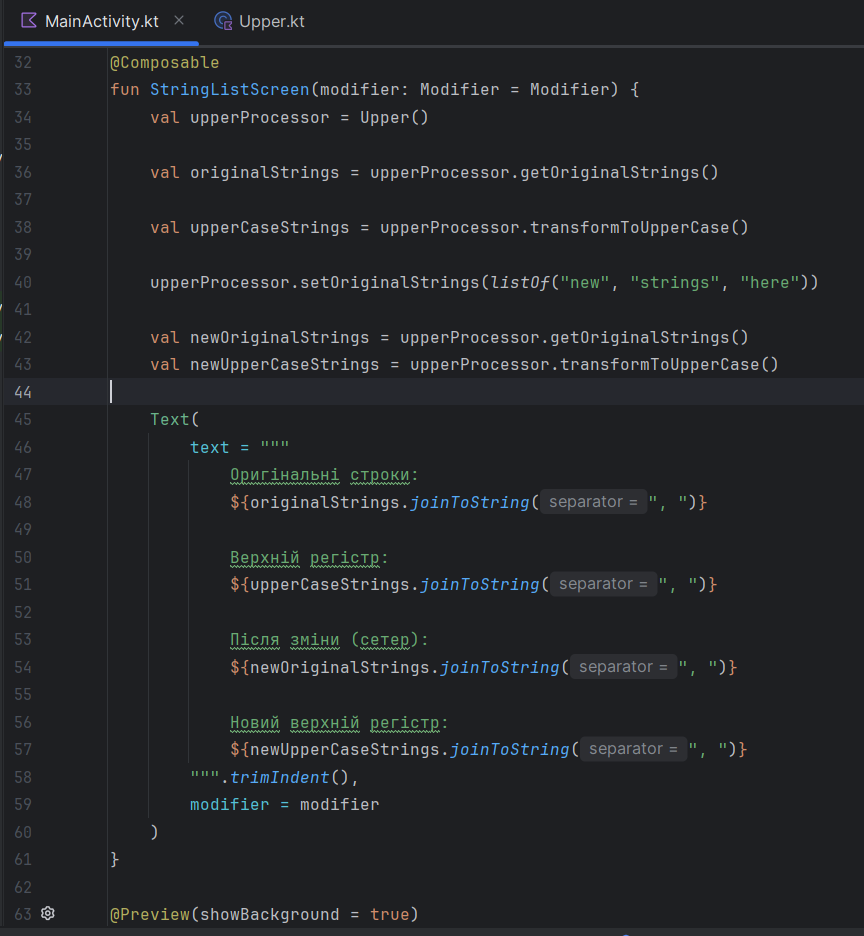 MainActivity.kt
Upper.kt
32 @Composable
33 fun StringListScreen(modifier: Modifier = Modifier) {
34 val upperProcessor = Upper()
35
36 val originalStrings = upperProcessor.getOriginalStrings()
37
38 val upperCaseStrings = upperProcessor.transformToUpperCase()
39
40 upperProcessor.setOriginalStrings(listOf("new", "strings", "here"))
41
42 val newOriginalStrings = upperProcessor.getOriginalStrings()
43 val newUpperCaseStrings = upperProcessor.transformToUpperCase()
44
45 Text(
46 text = """
47 Оригінальні строки:
48 ${originalStrings.joinToString( separator = ", ")}
49
50 Верхній регістр:
51 ${upperCaseStrings.joinToString( separator = ", ")}
52
53 Після зміни (сетер):
54 ${newOriginalStrings.joinToString( separator = ", ")}
55
56 Новий верхній регістр:
57 ${newUpperCaseStrings.joinToString( separator = ", ")}
58 """.trimIndent(),
59 modifier = modifier
60 )
61 }
62
63 @Preview(showBackground = true)